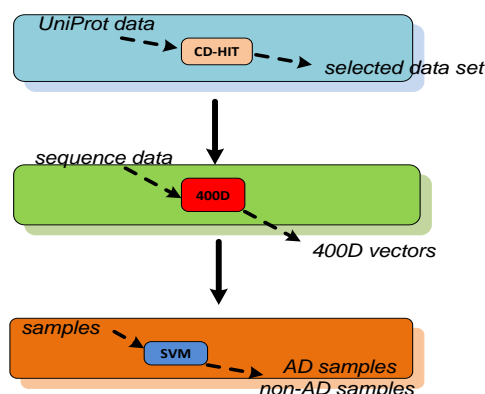 UniProt data
CD-HIT
selected data set
sequence data
400D
400D vectors
samples
SVM
AD samples
non-AD samples